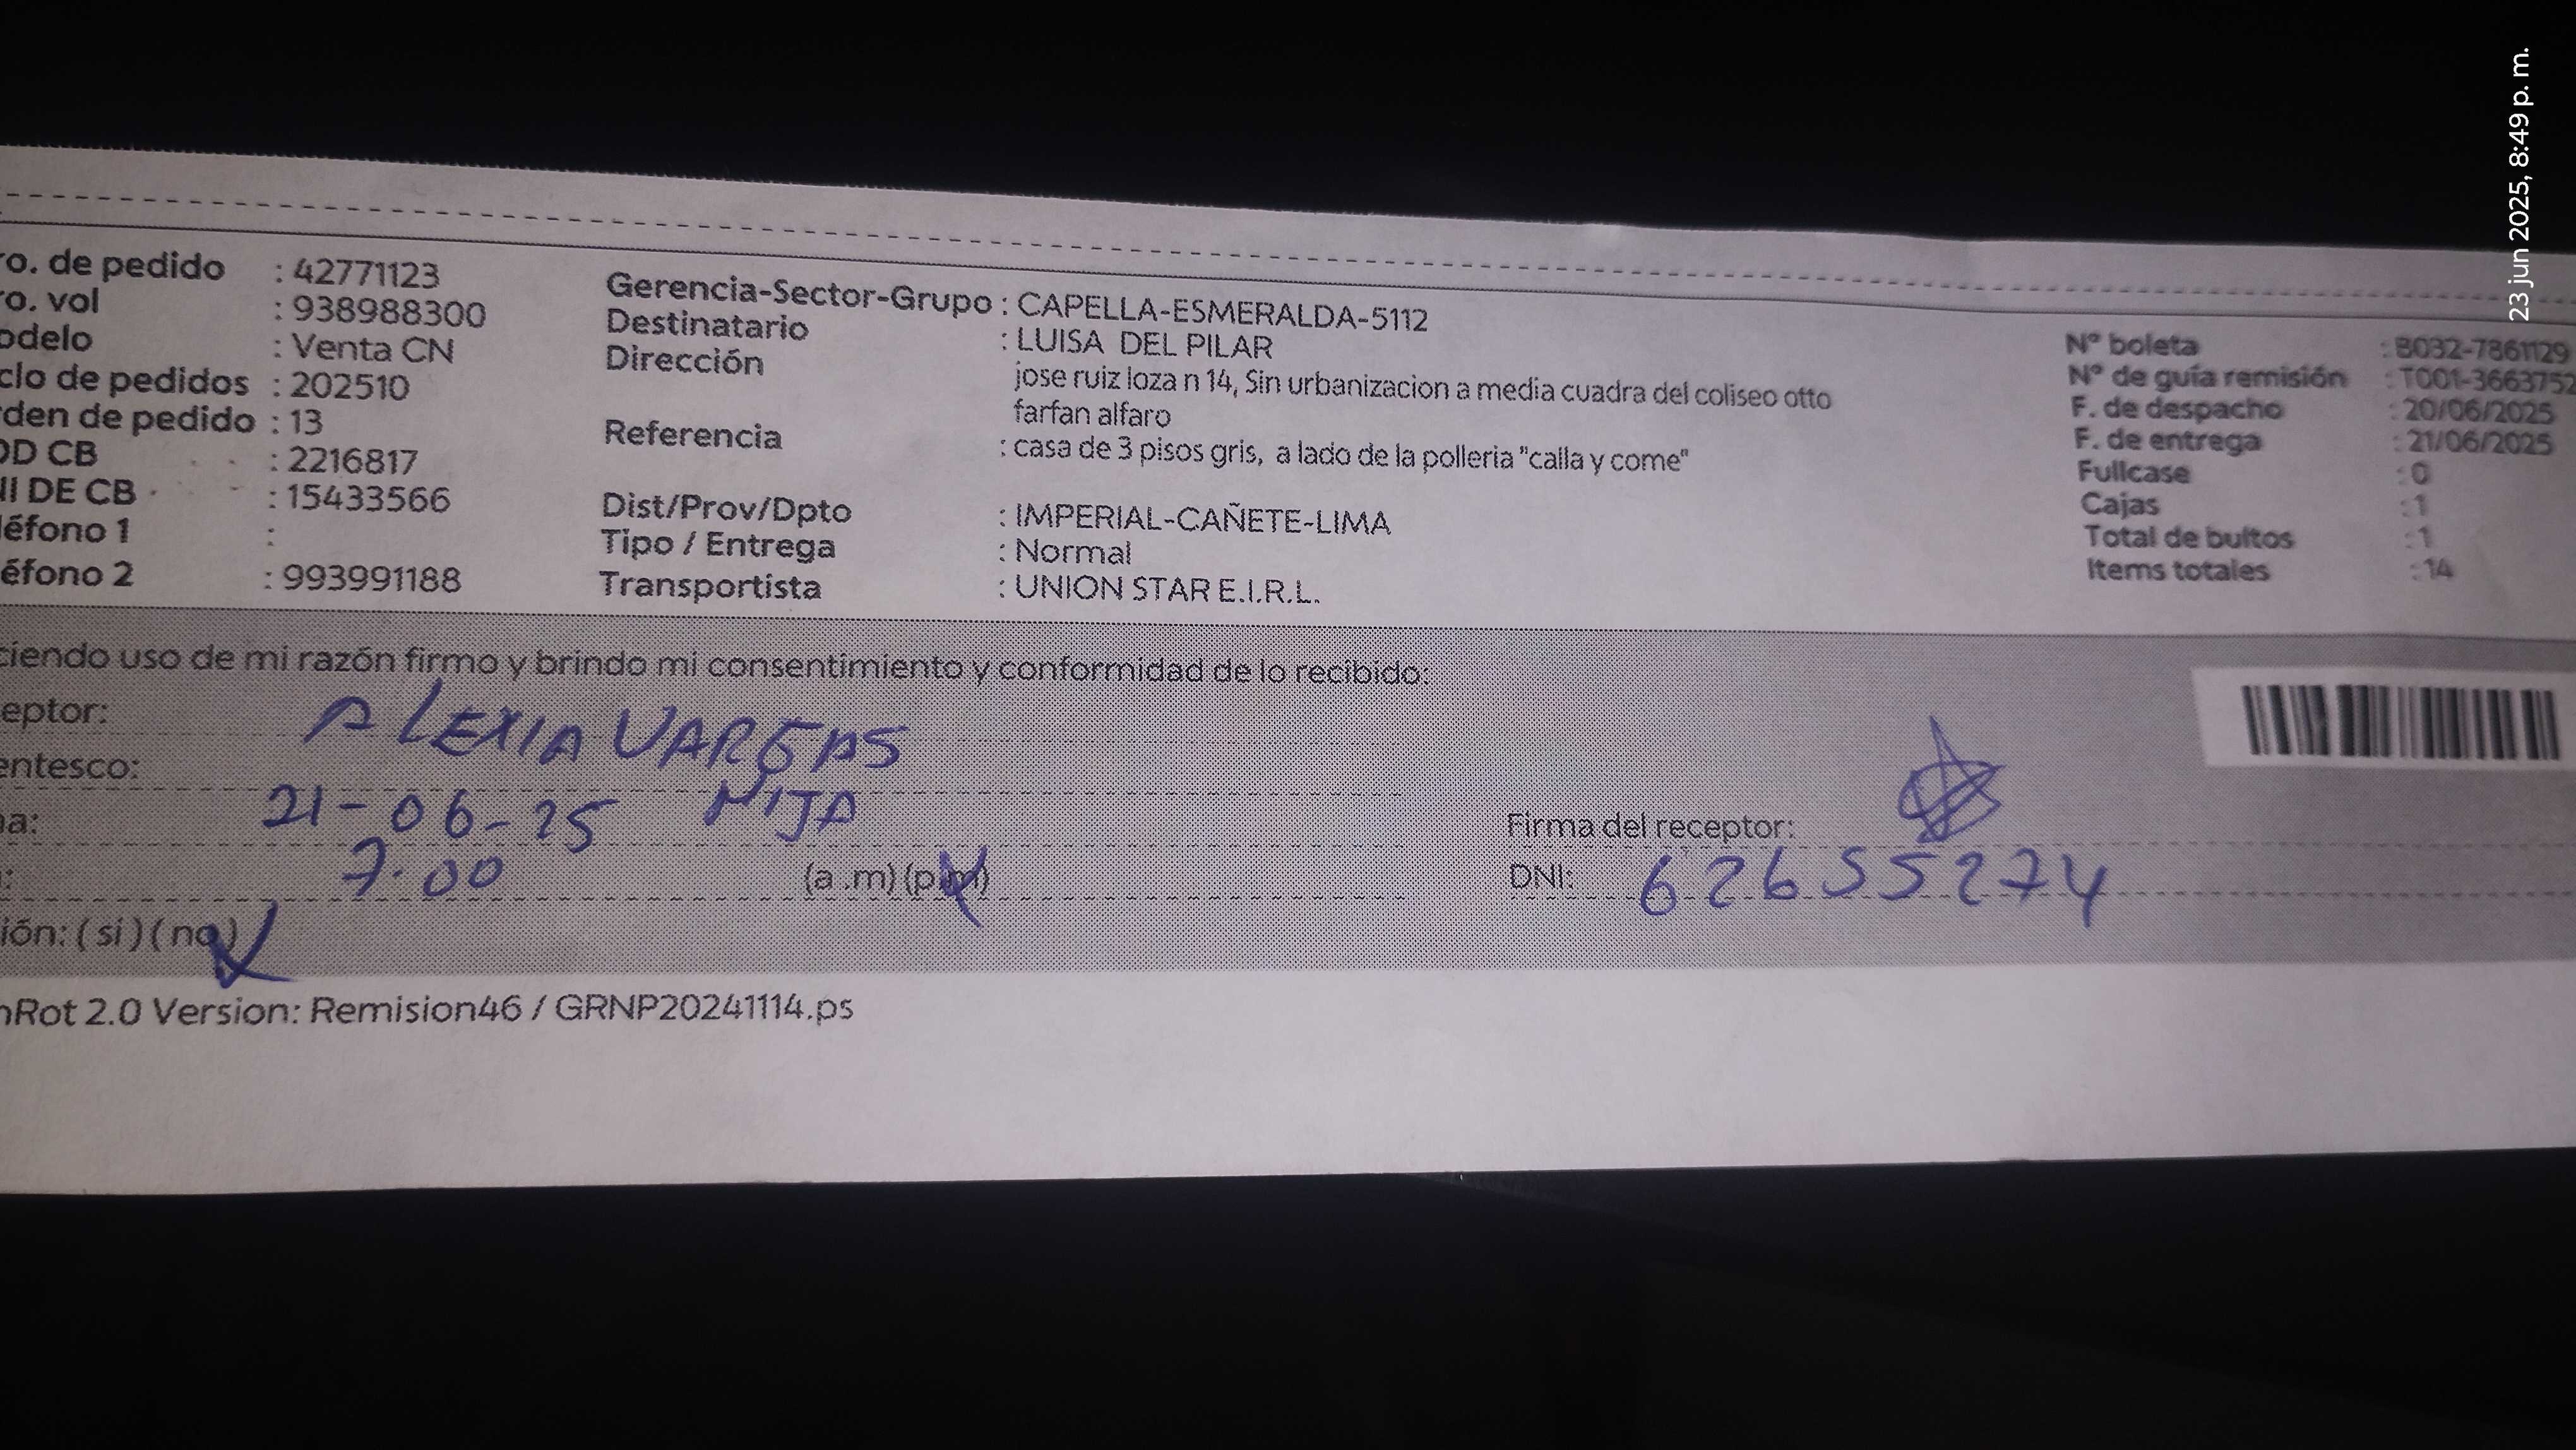 23 jun 2025, 8:49 p. m.
ro. de pedido : 42771123
ro. vol : 938988300
odelo : Venta CN
clo de pedidos : 202510
den de pedido : 13
OD CB : 2216817
NI DE CB : 15433566
léfono 1 :
éfono 2 : 993991188
Gerencia-Sector-Grupo : CAPELLA-ESMERALDA-5112
Destinatario : LUISA DEL PILAR
Dirección jose ruiz loza n 14, Sin urbanizacion a media cuadra del coliseo otto
farfan alfaro
Referencia : casa de 3 pisos gris, a lado de la polleria "calla y come"
Dist/Prov/Dpto : IMPERIAL-CAÑETE-LIMA
Tipo / Entrega : Normal
Transportista : UNION STAR E.I.R.L.
Nº boleta : B032-7861129
Nº de guía remisión : T001-3663752
F. de despacho : 20/06/2025
F. de entrega : 21/06/2025
Fullcase : 0
Cajas : 1
Total de bultos : 1
Items totales : 14
ciendo uso de mi razón firmo y brindo mi consentimiento y conformidad de lo recibido:
eptor: ALEXIA VARGAS
entesco: HIJA
a: 21-06-25
: 7:00 (a .m) (p.m)
ión: ( si ) ( no )
Firma del receptor:
DNI: 62655274
nRot 2.0 Version: Remision46 / GRNP20241114.ps